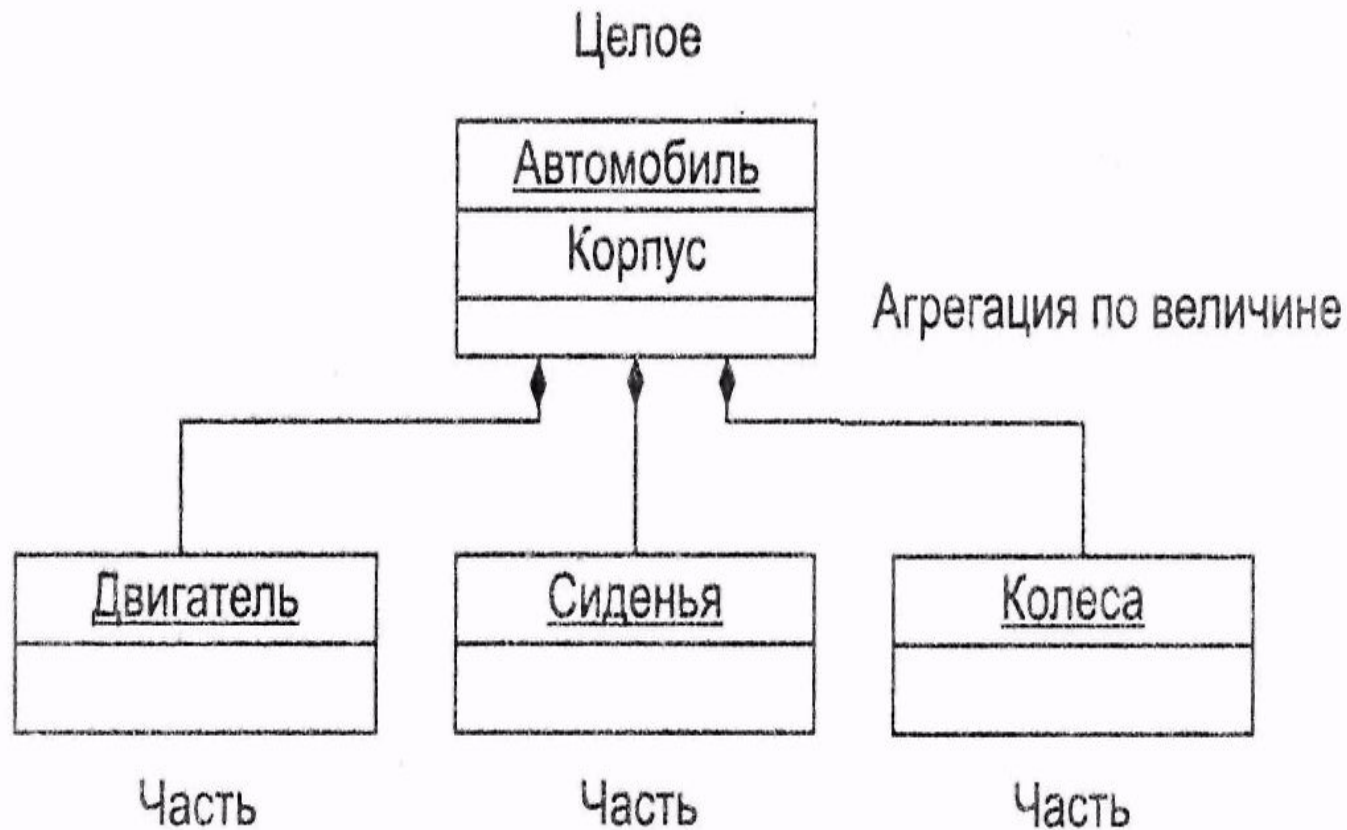 Целое
Автомобиль
Корпус
Агрегация по величине
Двигатель
Сиденья
Колеса
Часть
Часть
Часть